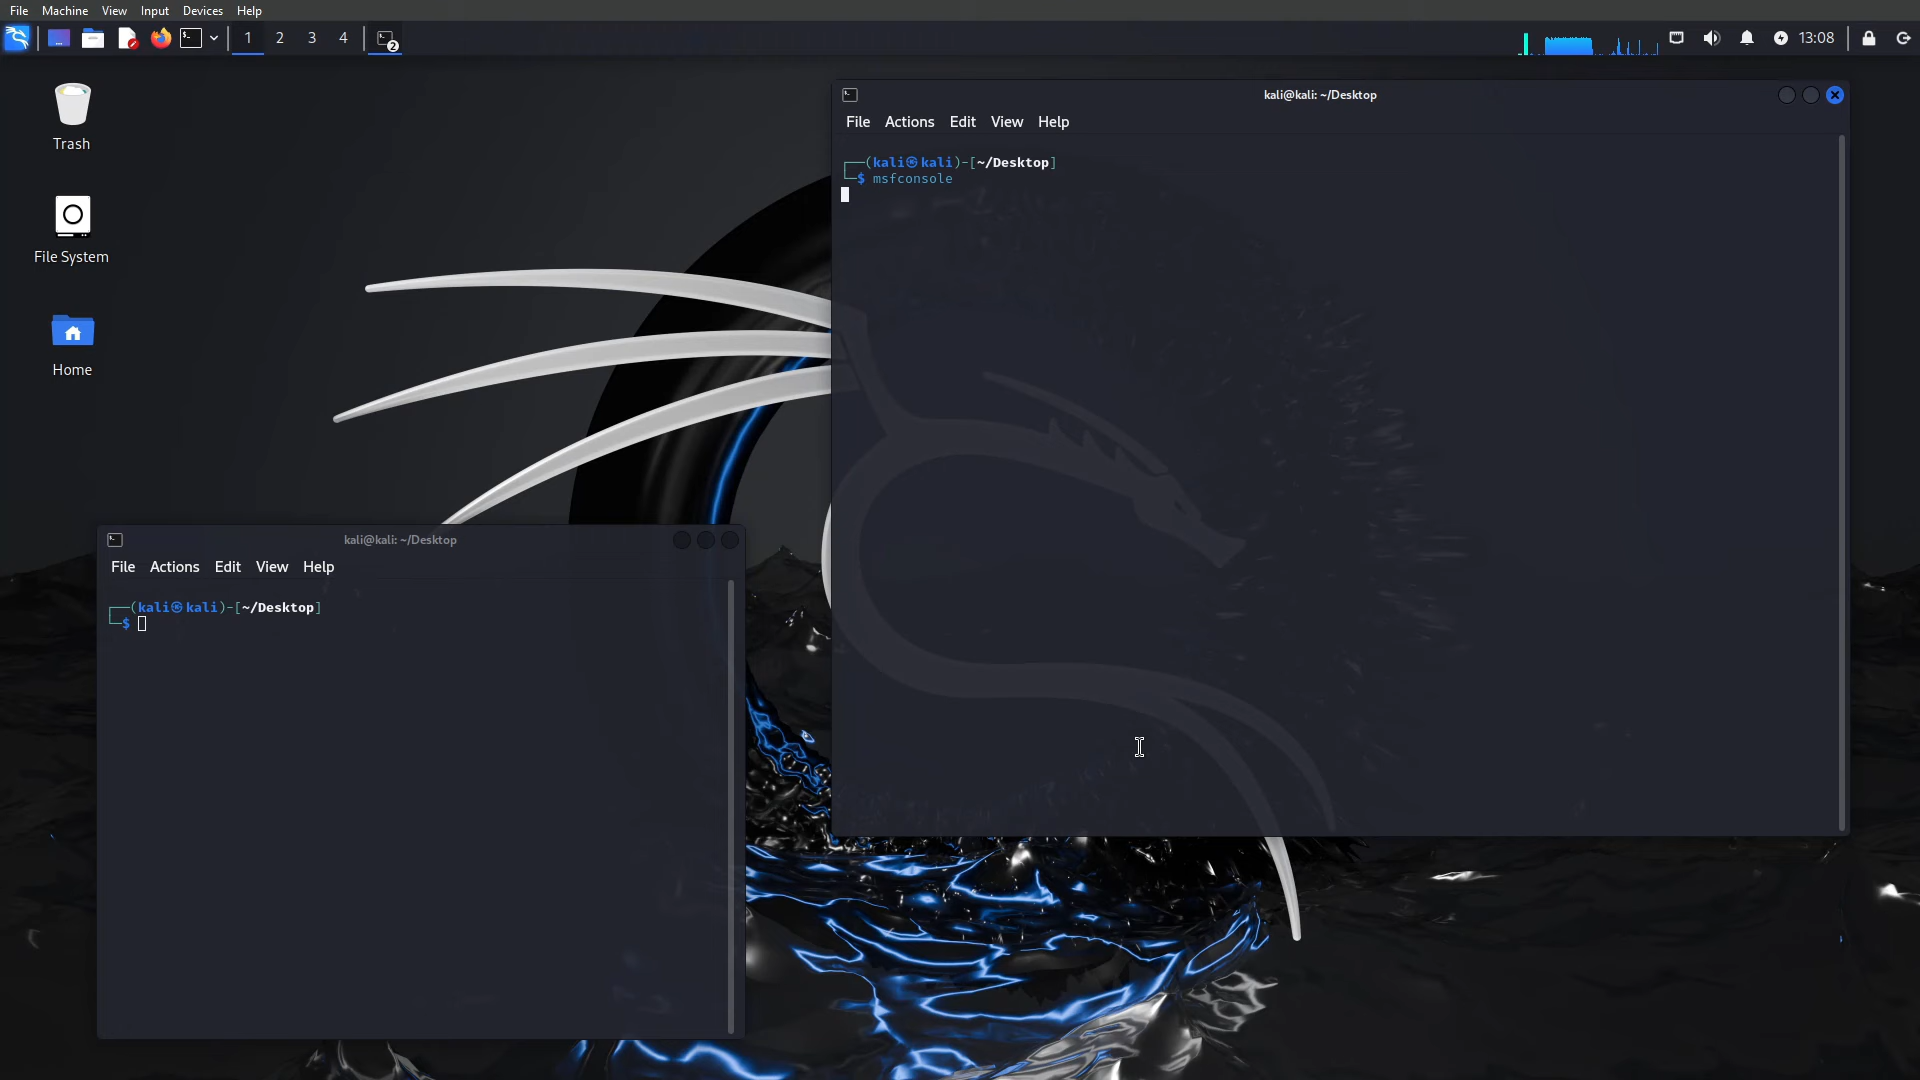 File Machine View Input Devices Help
1 2 3 4 2 13:08
Trash
File System
Home
kali@kali: ~/Desktop
File Actions Edit View Help
┌──(kali㉿kali)-[~/Desktop]
└─$ msfconsole
kali@kali: ~/Desktop
File Actions Edit View Help
┌──(kali㉿kali)-[~/Desktop]
└─$